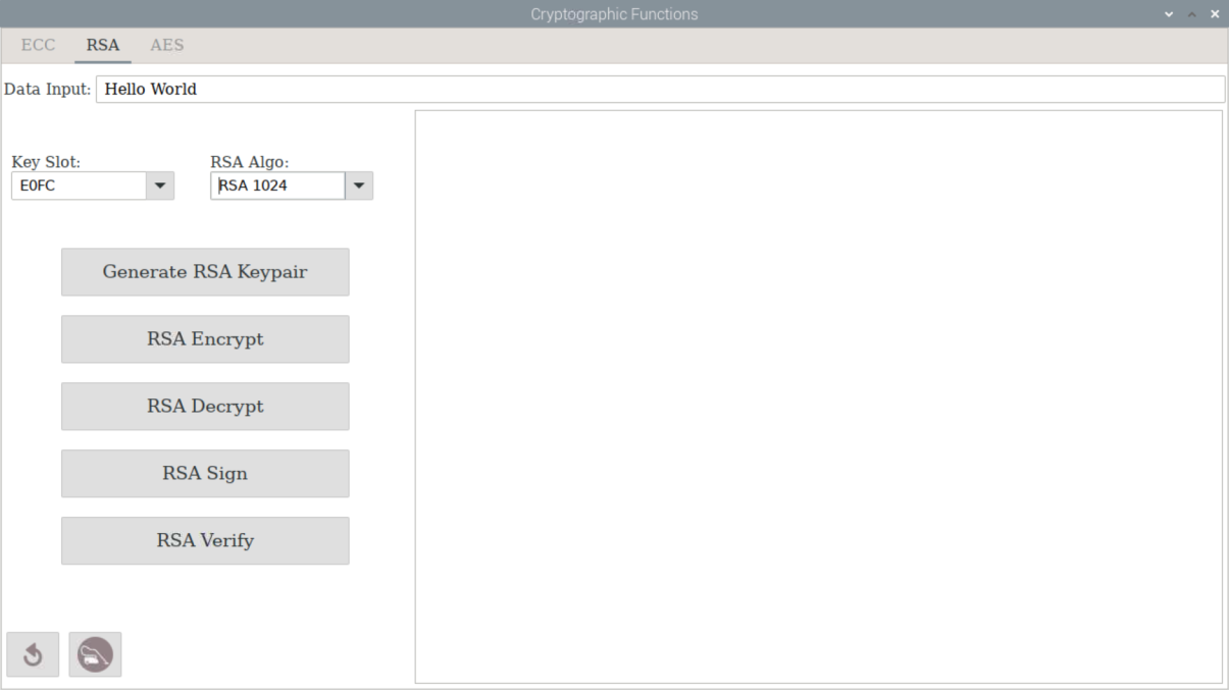 Cryptographic Functions
ECC RSA AES
Data Input: Hello World
Key Slot: RSA Algo:
E0FC RSA 1024
Generate RSA Keypair
RSA Encrypt
RSA Decrypt
RSA Sign
RSA Verify